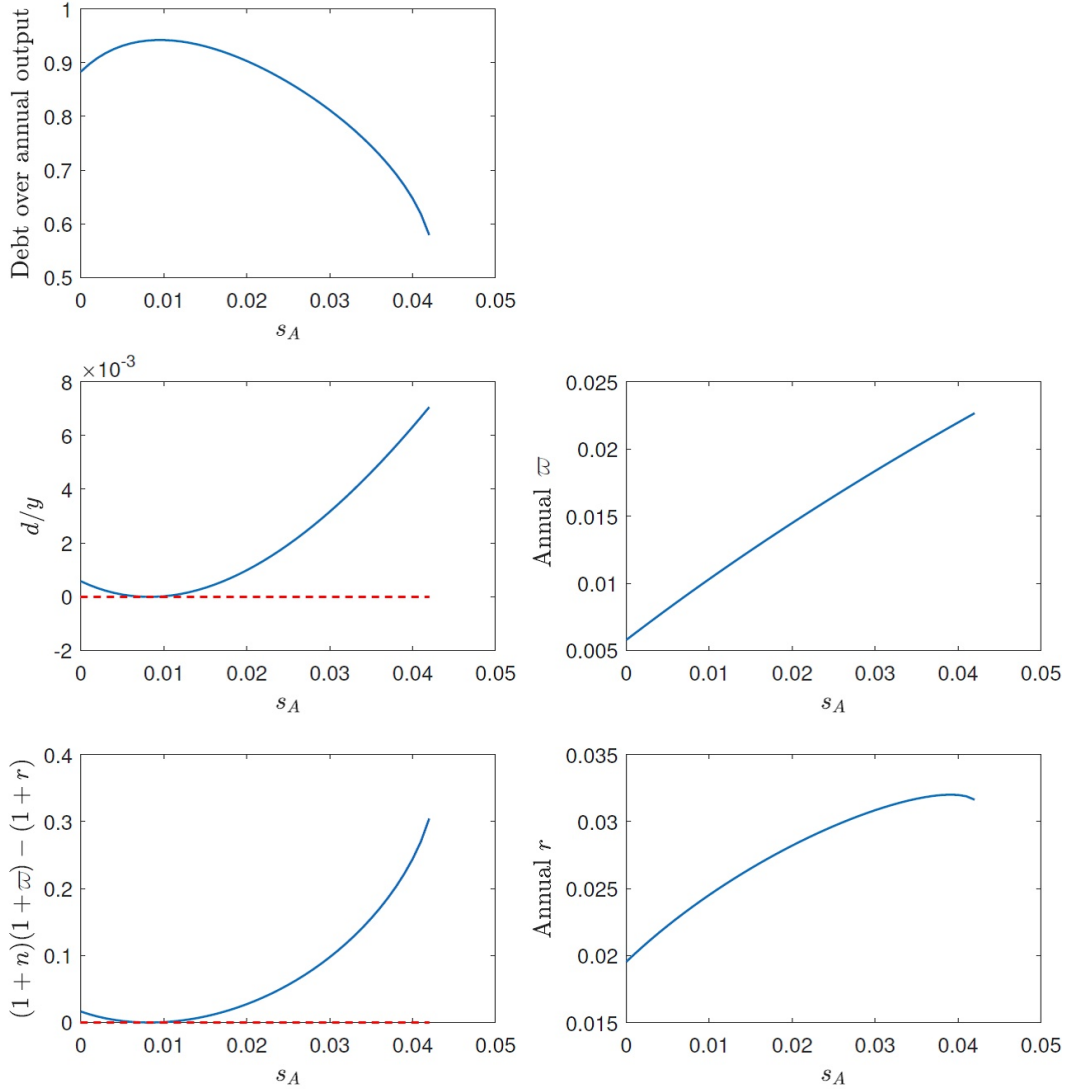 Debt over annual output
1
0.9
0.8
0.7
0.6
0.5
0 0.01 0.02 0.03 0.04 0.05
s_A
×10⁻³
d/y
8
6
4
2
0
-2
0 0.01 0.02 0.03 0.04 0.05
s_A
Annual ϖ
0.025
0.02
0.015
0.01
0.005
0 0.01 0.02 0.03 0.04 0.05
s_A
(1 + n)(1 + ϖ) − (1 + r)
0.4
0.3
0.2
0.1
0
0 0.01 0.02 0.03 0.04 0.05
s_A
Annual r
0.035
0.03
0.025
0.02
0.015
0 0.01 0.02 0.03 0.04 0.05
s_A